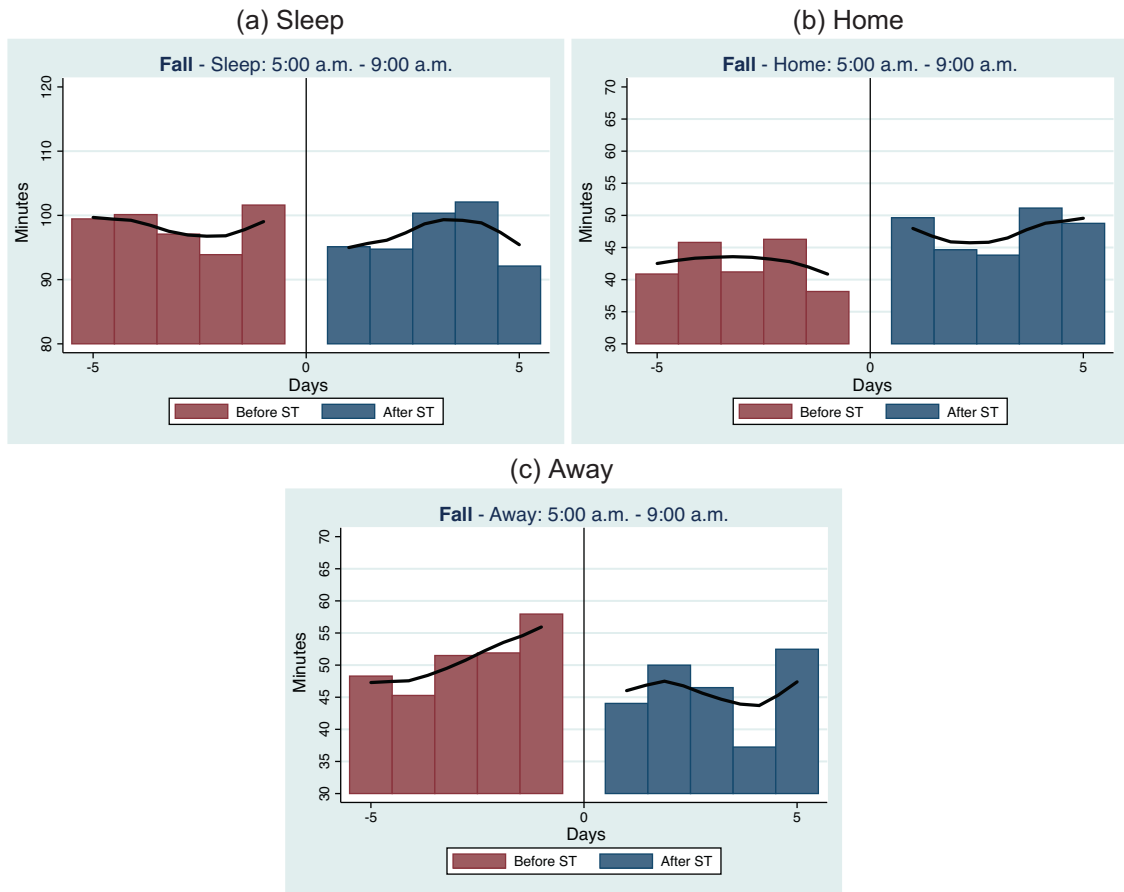 (a) Sleep
Fall - Sleep: 5:00 a.m. - 9:00 a.m.
Minutes
120
110
100
90
80
-5
0
5
Days
Before ST
After ST
(b) Home
Fall - Home: 5:00 a.m. - 9:00 a.m.
Minutes
70
65
60
55
50
45
40
35
30
-5
0
5
Days
Before ST
After ST
(c) Away
Fall - Away: 5:00 a.m. - 9:00 a.m.
Minutes
70
65
60
55
50
45
40
35
30
-5
0
5
Days
Before ST
After ST